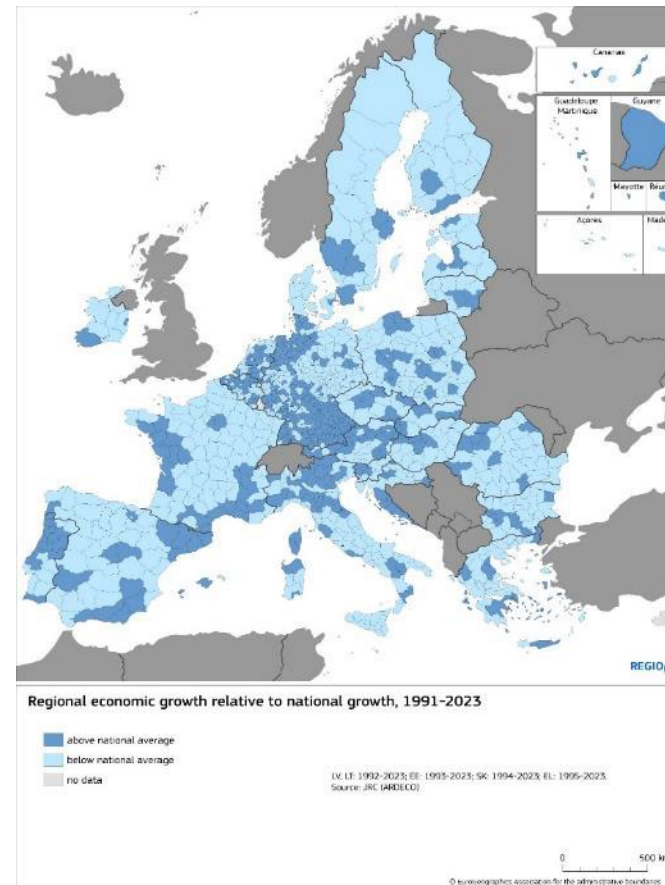 Canarias
Guadeloupe
Martinique
Guyane
Mayotte
Açores
REGIO
Regional economic growth relative to national growth, 1991-2023
above national average
below national average
no data
LV, LT: 1992-2023; EE: 1993-2023; SK: 1994-2023; EL: 1995-2023.
Source: JRC (ARDECO)
0 500 km
© EuroGeographics Association for the administrative boundaries